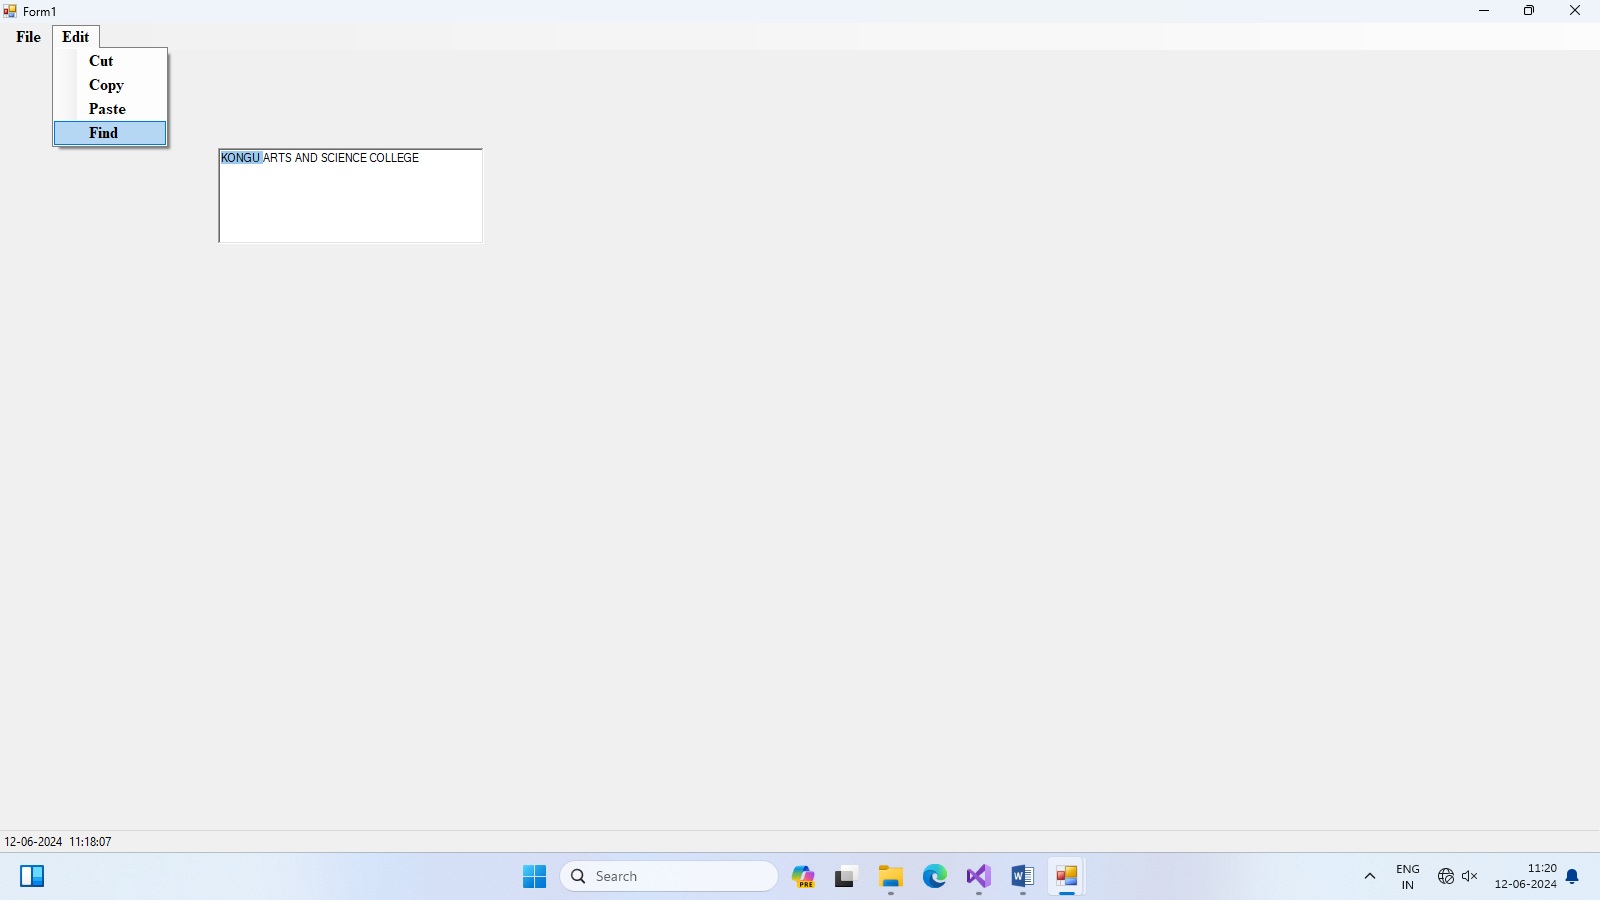 Form1
File Edit
Cut
Copy
Paste
Find
KONGU ARTS AND SCIENCE COLLEGE
12-06-2024 11:18:07
Search
PRE
ENG
IN
11:20
12-06-2024